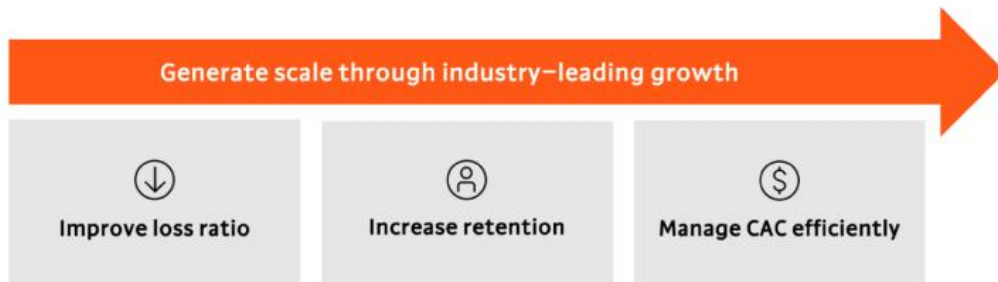 Generate scale through industry-leading growth
Improve loss ratio
Increase retention
$
Manage CAC efficiently